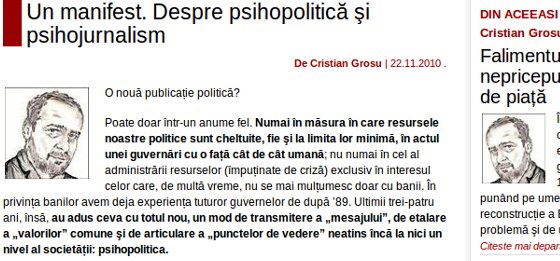 Un manifest. Despre psihopolitică şi
psihojurnalism
De Cristian Grosu | 22.11.2010 .
O nouă publicaţie politică?
Poate doar într-un anume fel. Numai în măsura în care resursele
noastre politice sunt cheltuite, fie şi la limita lor minimă, în actul
unei guvernări cu o faţă cât de cât umană; nu numai în cel al
administrării resurselor (împuţinate de criză) exclusiv în interesul
celor care, de multă vreme, nu se mai mulţumesc doar cu banii. În
privinţa banilor avem deja experienţa tuturor guvernelor de după '89. Ultimii trei-patru
ani, însă, au adus ceva cu totul nou, un mod de transmitere a „mesajului”, de etalare
a „valorilor” comune şi de articulare a „punctelor de vedere” neatins încă la nici un
nivel al societăţii: psihopolitica.
DIN ACEEASI
Cristian Grosu
Falimentu
nepricepu
de piaţă
punând pe ume
reconstrucţie a E
problemă şi de u
Citeste mai depar